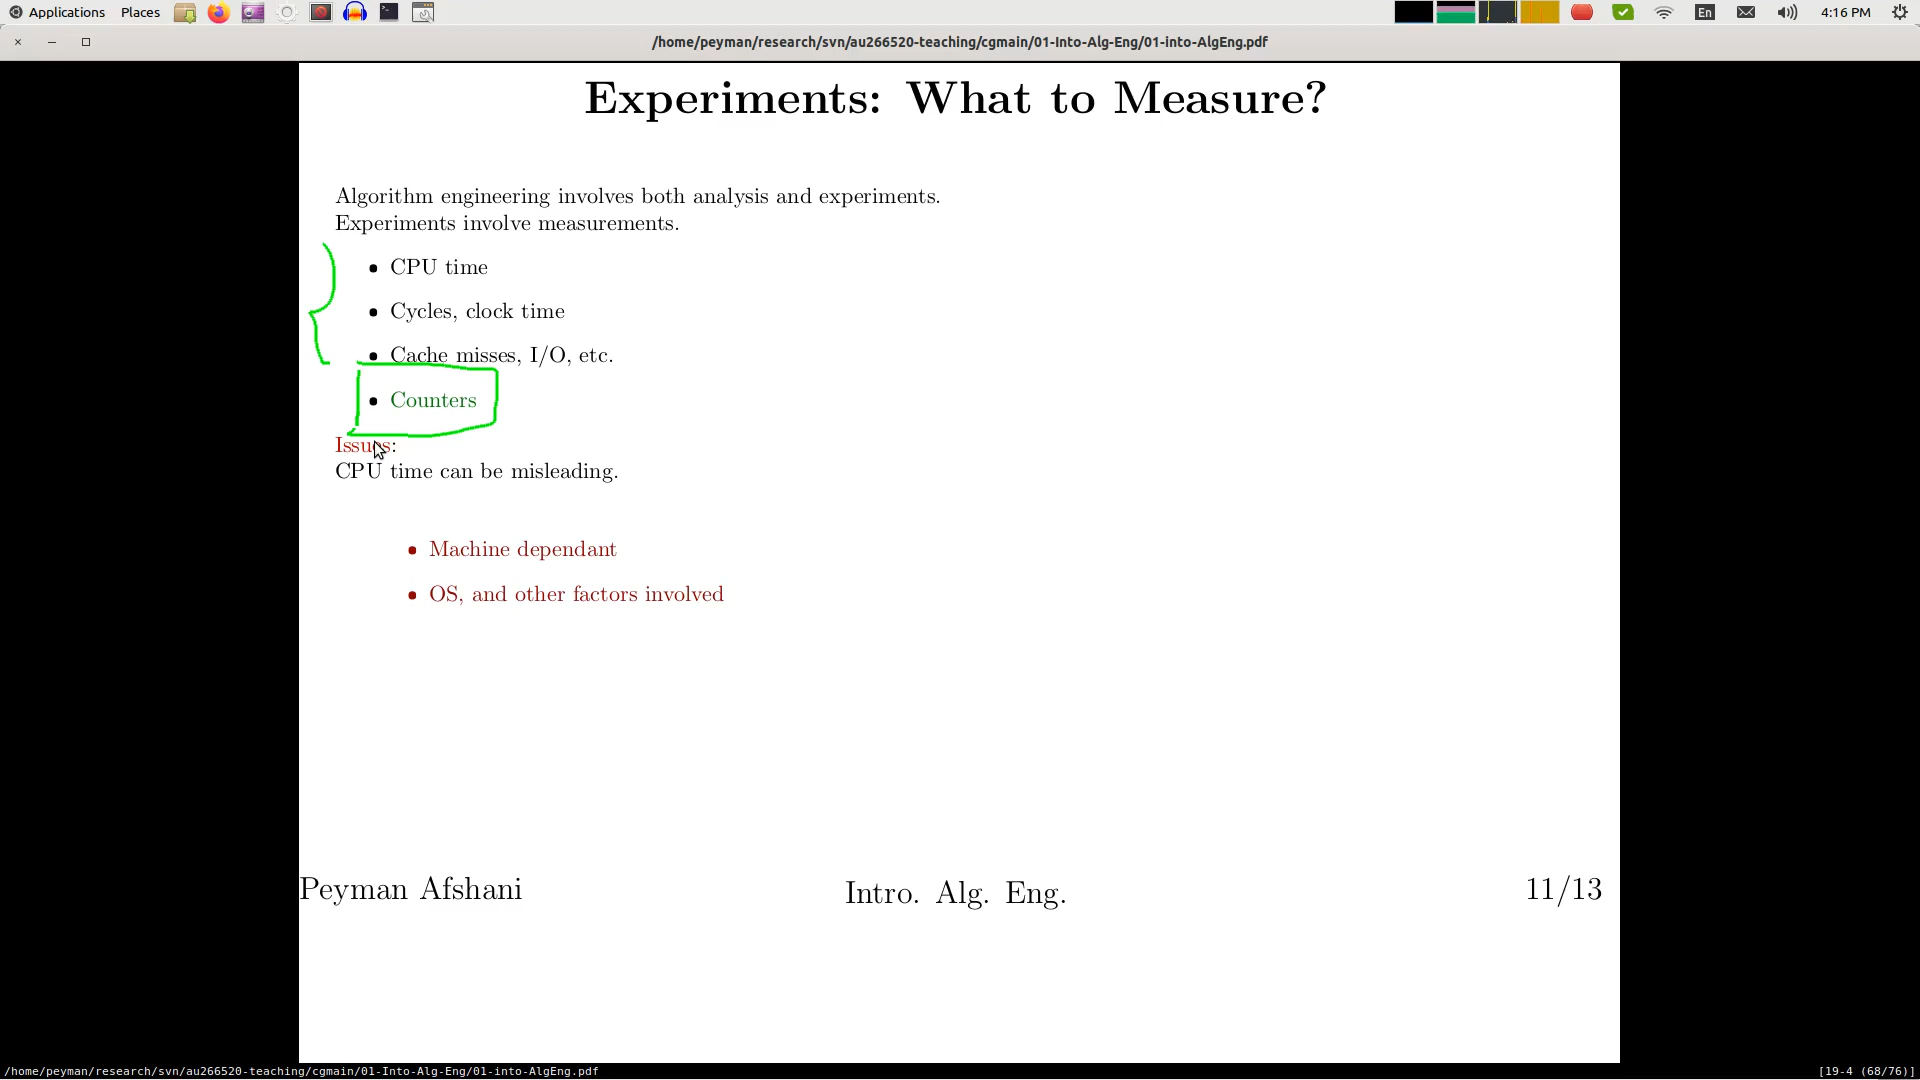 Applications Places
En
4:16 PM
/home/peyman/research/svn/au266520-teaching/cgmain/01-Into-Alg-Eng/01-into-AlgEng.pdf
Experiments: What to Measure?
Algorithm engineering involves both analysis and experiments.
Experiments involve measurements.
• CPU time
• Cycles, clock time
• Cache misses, I/O, etc.
• Counters
Issues:
CPU time can be misleading.
• Machine dependant
• OS, and other factors involved
Peyman Afshani
Intro. Alg. Eng.
11/13
/home/peyman/research/svn/au266520-teaching/cgmain/01-Into-Alg-Eng/01-into-AlgEng.pdf
[19-4 (68/76)]